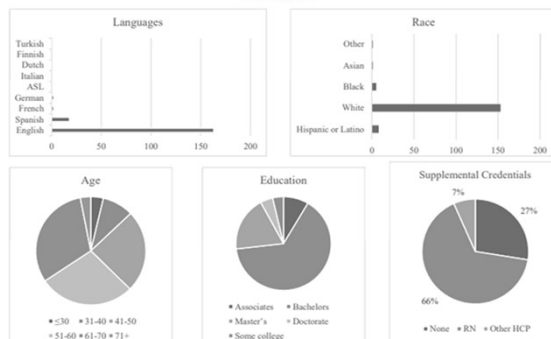 Languages
Turkish
Finnish
Dutch
Italian
ASL
German
French
Spanish
English
0 50 100 150 200
Race
Other
Asian
Black
White
Hispanic or Latino
0 50 100 150 200
Age
≤30 31-40 41-50
51-60 61-70 71+
Education
Associates Bachelors
Master's Doctorate
Some college
Supplemental Credentials
7%
27%
66%
None RN Other HCP